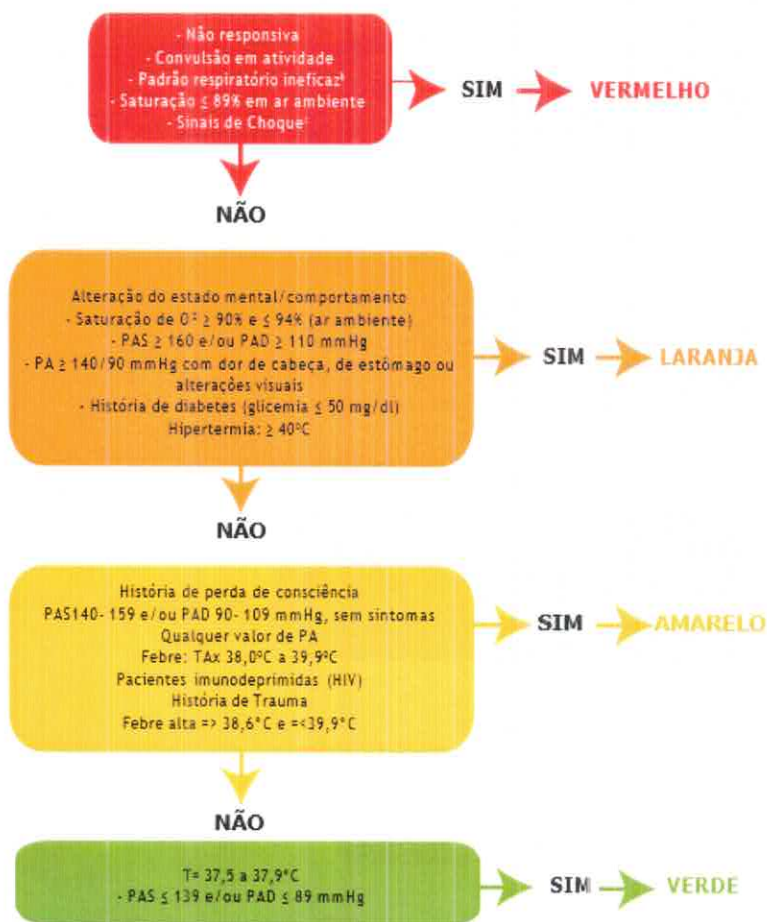 - Não responsiva
- Convulsão em atividade
- Padrão respiratório ineficaz
- Saturação ≤ 89% em ar ambiente
- Sinais de Choque
SIM
VERMELHO
NÃO
Alteração do estado mental/comportamento
- Saturação de O² ≥ 90% e ≤ 94% (ar ambiente)
- PAS ≥ 160 e/ou PAD ≥ 110 mmHg
- PA ≥ 140/90 mmHg com dor de cabeça, de estômago ou
alterações visuais
- História de diabetes (glicemia ≤ 50 mg/dl)
Hipertermia: ≥ 40ºC
SIM
LARANJA
NÃO
História de perda de consciência
PAS140- 159 e/ou PAD 90- 109 mmHg, sem sintomas
Qualquer valor de PA
Febre: TAx 38,0ºC a 39,9ºC
Pacientes imunodeprimidas (HIV)
História de Trauma
Febre alta => 38,6°C e =<39,9°C
SIM
AMARELO
NÃO
T= 37,5 a 37,9°C
- PAS ≤ 139 e/ou PAD ≤ 89 mmHg
SIM
VERDE